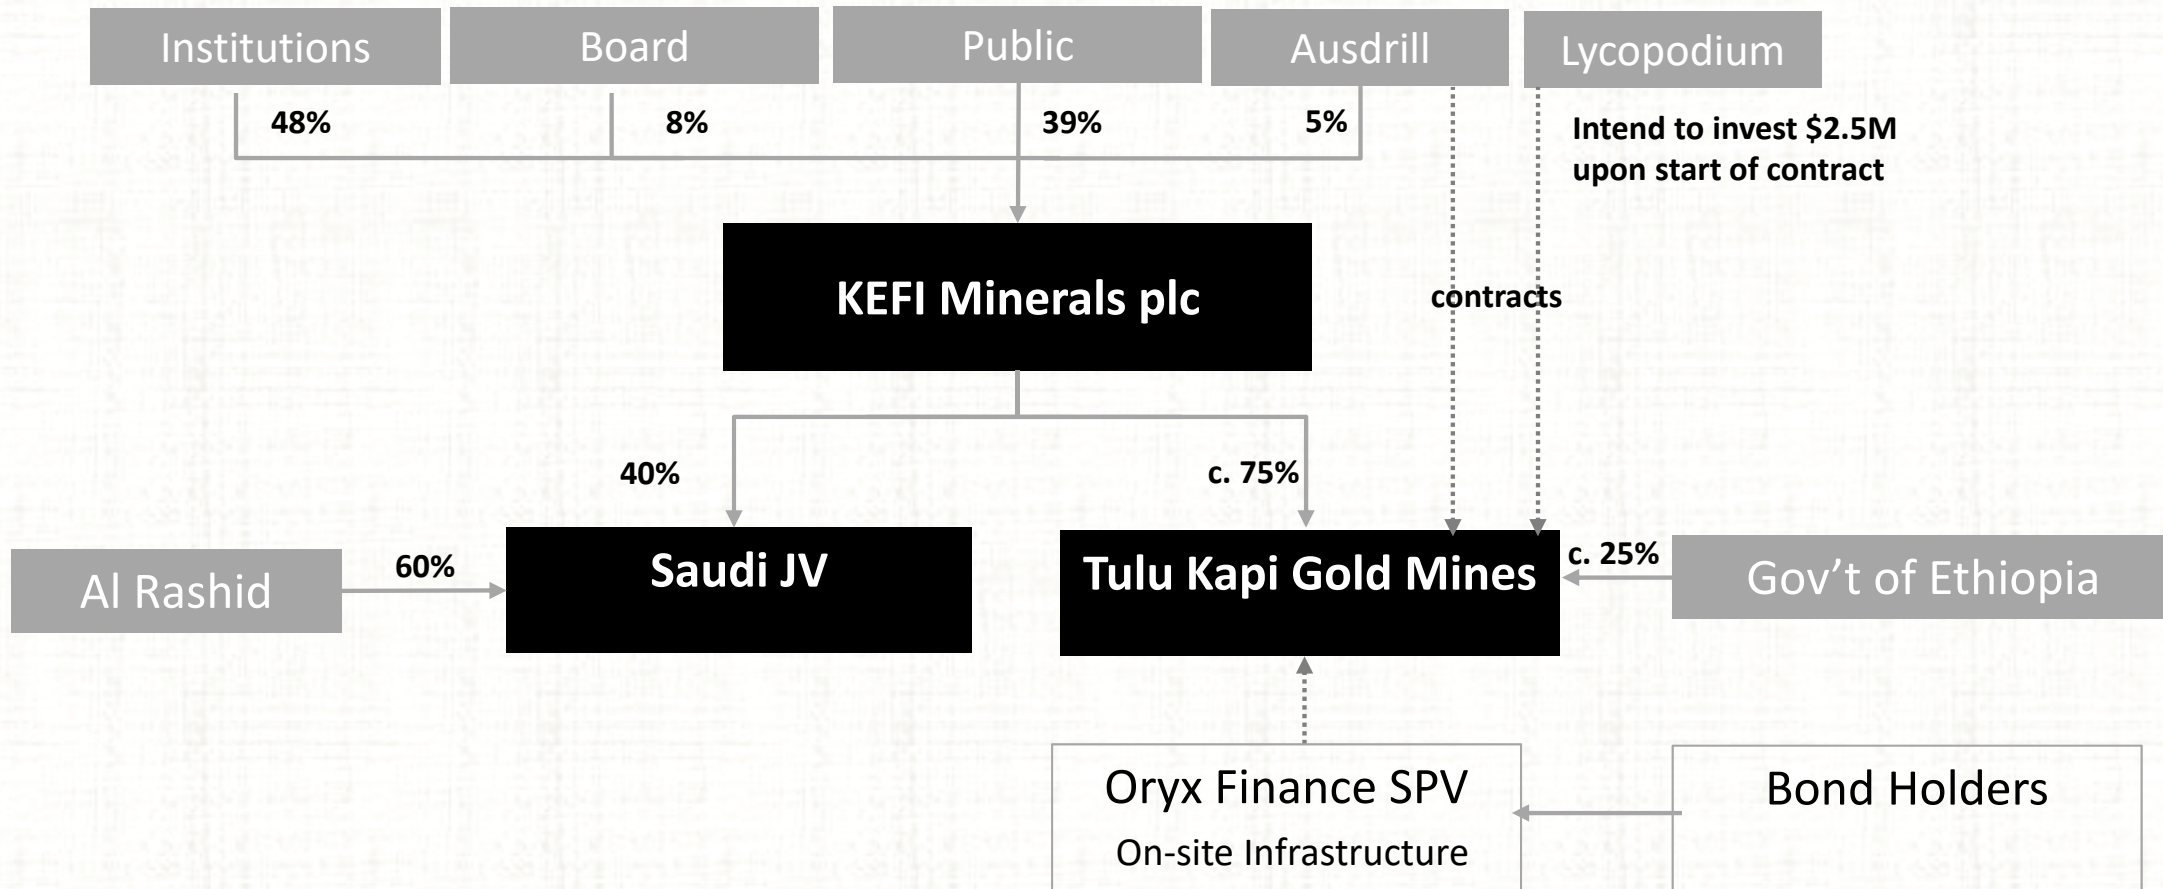 Institutions
Board
Public
Ausdrill
Lycopodium
48%
8%
39%
5%
Intend to invest $2.5M
upon start of contract
KEFI Minerals plc
contracts
40%
c. 75%
Al Rashid
60%
Saudi JV
Tulu Kapi Gold Mines
c. 25%
Gov’t of Ethiopia
Oryx Finance SPV
On-site Infrastructure
Bond Holders